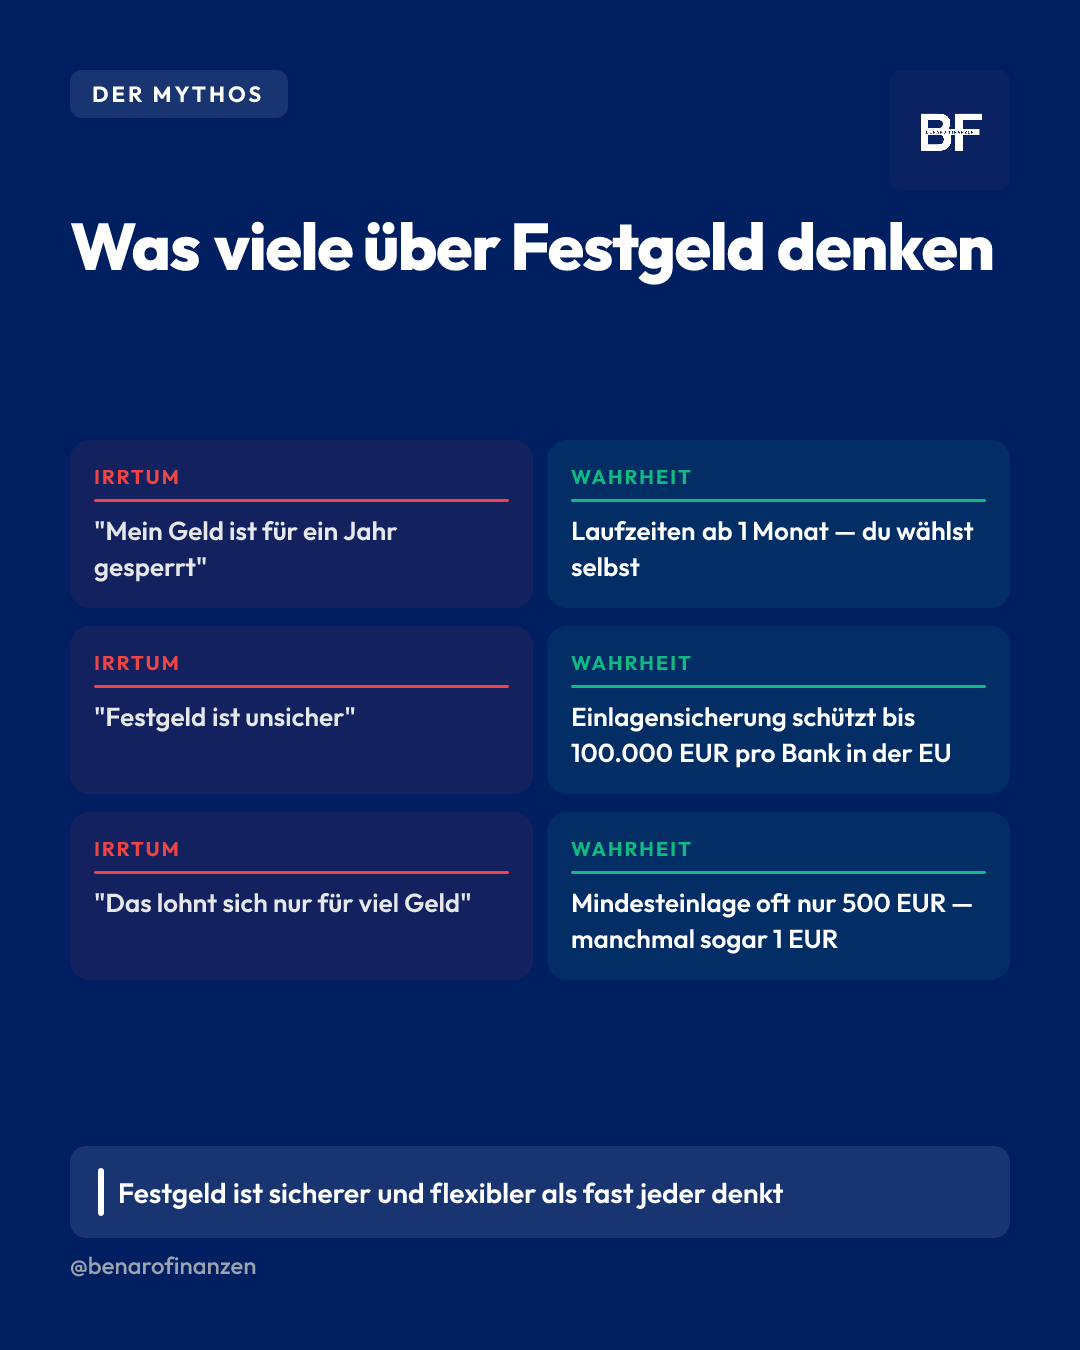 DER MYTHOS
BF
Was viele über Festgeld denken
IRRTUM
"Mein Geld ist für ein Jahr
gesperrt"
WAHRHEIT
Laufzeiten ab 1 Monat — du wählst
selbst
IRRTUM
"Festgeld ist unsicher"
WAHRHEIT
Einlagensicherung schützt bis
100.000 EUR pro Bank in der EU
IRRTUM
"Das lohnt sich nur für viel Geld"
WAHRHEIT
Mindesteinlage oft nur 500 EUR —
manchmal sogar 1 EUR
Festgeld ist sicherer und flexibler als fast jeder denkt
@benarofinanzen